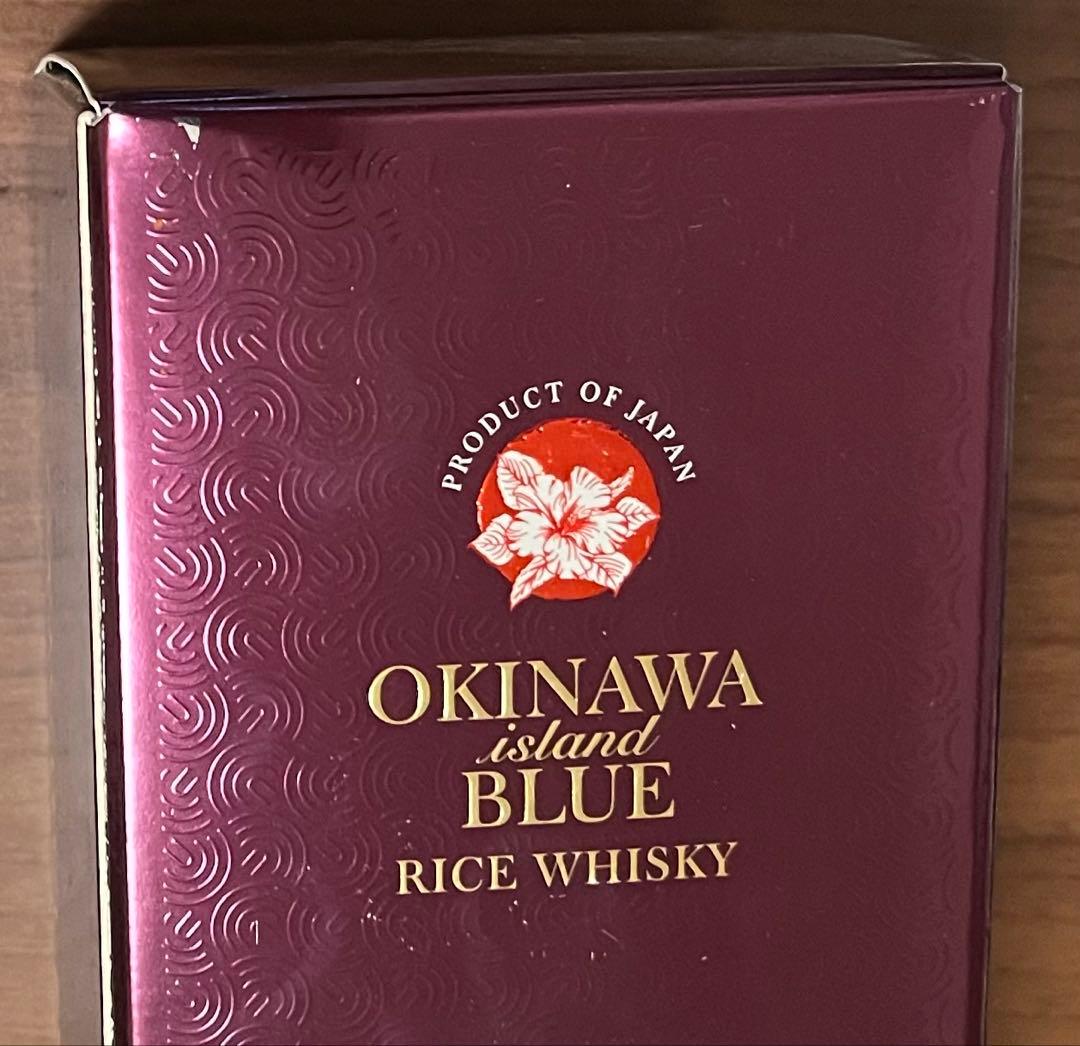 PRODUCT OF JAPAN
OKINAWA
island
BLUE
RICE WHISKY